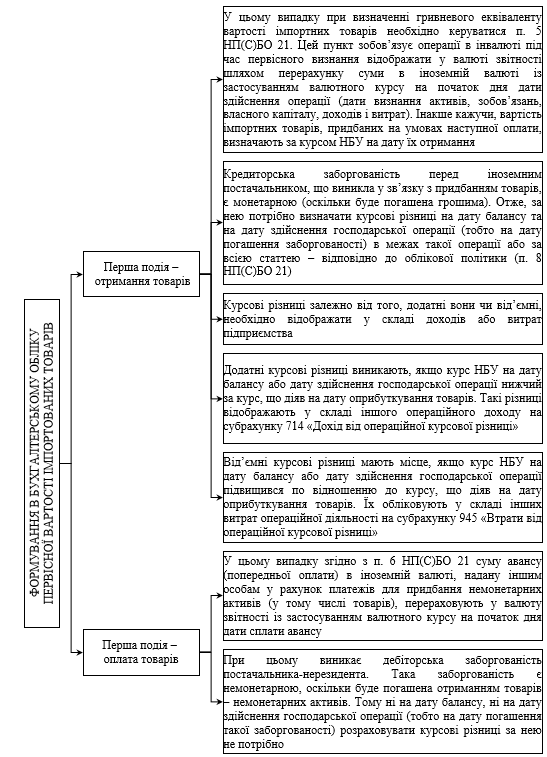 ФОРМУВАННЯ В БУХГАЛТЕРСЬКОМУ ОБЛІКУ
ПЕРВІСНОЇ ВАРТОСТІ ІМПОРТОВАНИХ ТОВАРІВ
Перша подія –
отримання товарів
У цьому випадку при визначенні гривневого еквіваленту
вартості імпортних товарів необхідно керуватися п. 5
НП(С)БО 21. Цей пункт зобов’язує операції в інвалюті під
час первісного визнання відображати у валюті звітності
шляхом перерахунку суми в іноземній валюті із
застосуванням валютного курсу на початок дня дати
здійснення операції (дати визнання активів, зобов’язань,
власного капіталу, доходів і витрат). Інакше кажучи, вартість
імпортних товарів, придбаних на умовах наступної оплати,
визначають за курсом НБУ на дату їх отримання
Кредиторська заборгованість перед іноземним
постачальником, що виникла у зв’язку з придбанням товарів,
є монетарною (оскільки буде погашена грошима). Отже, за
нею потрібно визначати курсові різниці на дату балансу та
на дату здійснення господарської операції (тобто на дату
погашення заборгованості) в межах такої операції або за
всією статтею – відповідно до облікової політики (п. 8
НП(С)БО 21)
Курсові різниці залежно від того, додатні вони чи від’ємні,
необхідно відображати у складі доходів або витрат
підприємства
Додатні курсові різниці виникають, якщо курс НБУ на дату
балансу або дату здійснення господарської операції нижчий
за курс, що діяв на дату оприбуткування товарів. Такі різниці
відображають у складі іншого операційного доходу на
субрахунку 714 «Дохід від операційної курсової різниці»
Від’ємні курсові різниці мають місце, якщо курс НБУ на
дату балансу або дату здійснення господарської операції
підвищився по відношенню до курсу, що діяв на дату
оприбуткування товарів. Їх обліковують у складі інших
витрат операційної діяльності на субрахунку 945 «Втрати від
операційної курсової різниці»
Перша подія –
оплата товарів
У цьому випадку згідно з п. 6 НП(С)БО 21 суму авансу
(попередньої оплати) в іноземній валюті, надану іншим
особам у рахунок платежів для придбання немонетарних
активів (у тому числі товарів), перераховують у валюту
звітності із застосуванням валютного курсу на початок дня
дати сплати авансу
При цьому виникає дебіторська заборгованість
постачальника-нерезидента. Така заборгованість є
немонетарною, оскільки буде погашена отриманням товарів
– немонетарних активів. Тому ні на дату балансу, ні на дату
здійснення господарської операції (тобто на дату погашення
такої заборгованості) розраховувати курсові різниці за нею
не потрібно